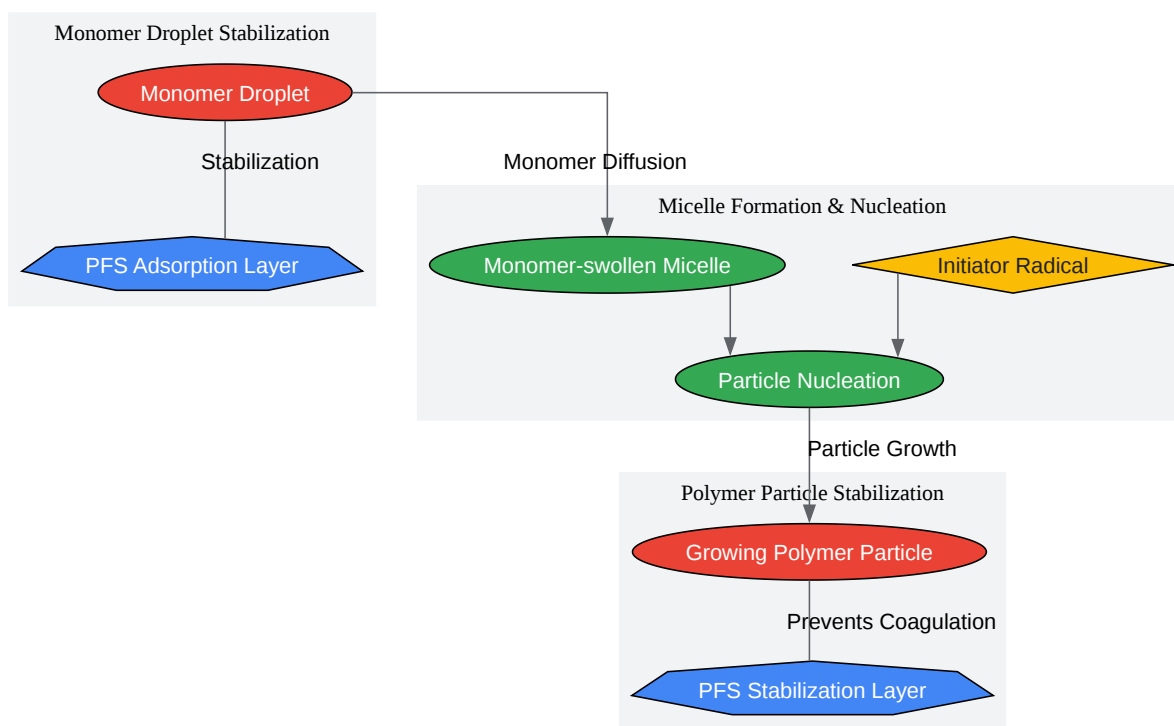 Monomer Droplet Stabilization
Monomer Droplet
Stabilization
Monomer Diffusion
PFS Adsorption Layer
Micelle Formation & Nucleation
Monomer-swollen Micelle
Initiator Radical
Particle Nucleation
Particle Growth
Polymer Particle Stabilization
Growing Polymer Particle
Prevents Coagulation
PFS Stabilization Layer